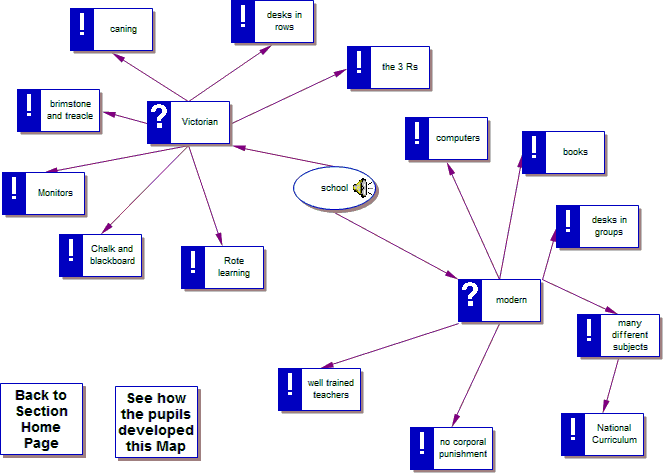 caning
desks in
rows
the 3 Rs
brimstone
and treacle
?
Victorian
computers
books
Monitors
school
desks in
groups
Chalk and
blackboard
Rote
learning
?
modern
many
different
subjects
well trained
teachers
no corporal
punishment
National
Curriculum
Back to
Section
Home
Page
See how
the pupils
developed
this Map